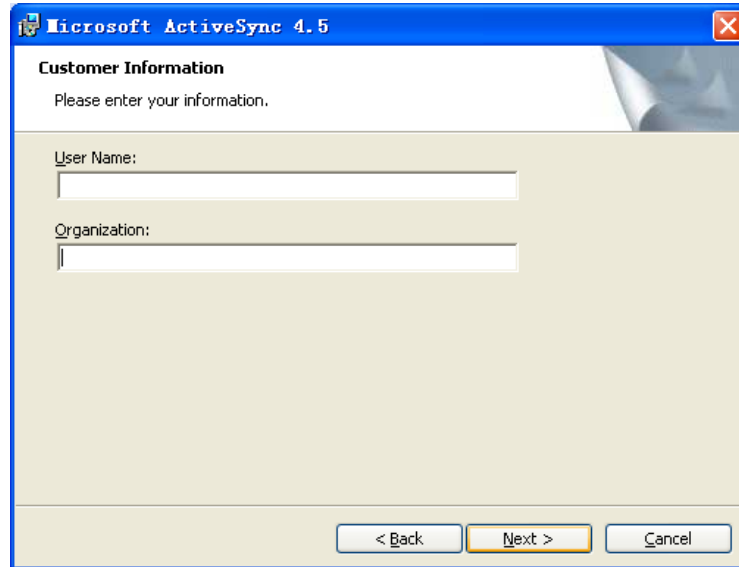 Microsoft ActiveSync 4.5
Customer Information
Please enter your information.
User Name:
Organization:
< Back
Next >
Cancel